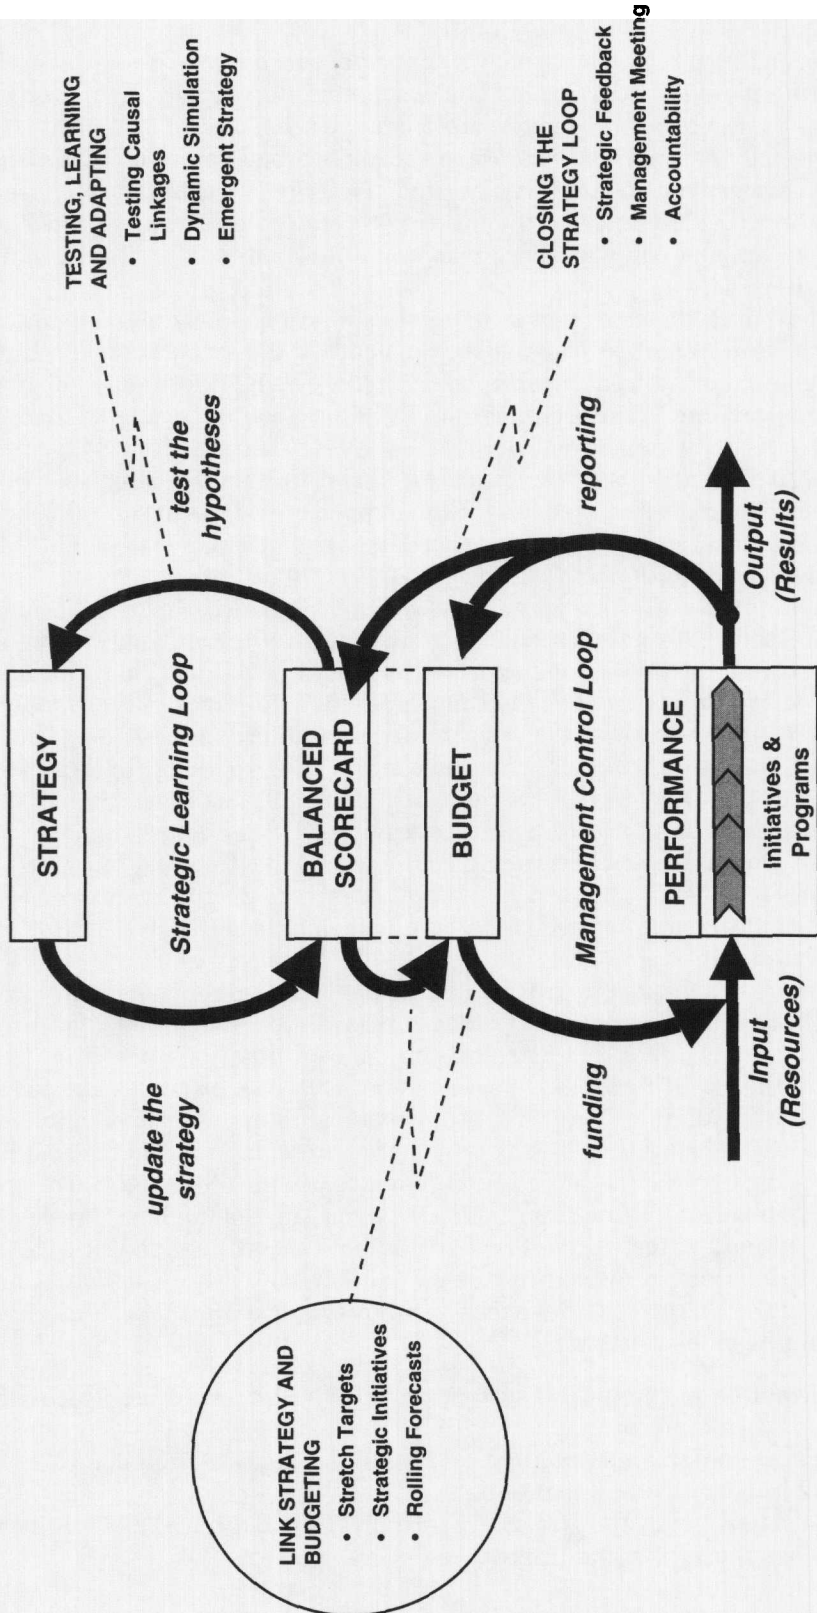 STRATEGY
update the
strategy
Strategic Learning Loop
test the
hypotheses
TESTING, LEARNING
AND ADAPTING
• Testing Causal
Linkages
• Dynamic Simulation
• Emergent Strategy
LINK STRATEGY AND
BUDGETING
• Stretch Targets
• Strategic Initiatives
• Rolling Forecasts
BALANCED
SCORECARD
BUDGET
CLOSING THE
STRATEGY LOOP
• Strategic Feedback
• Management Meeting
• Accountability
funding
Management Control Loop
reporting
PERFORMANCE
Input
(Resources)
Initiatives &
Programs
Output
(Results)